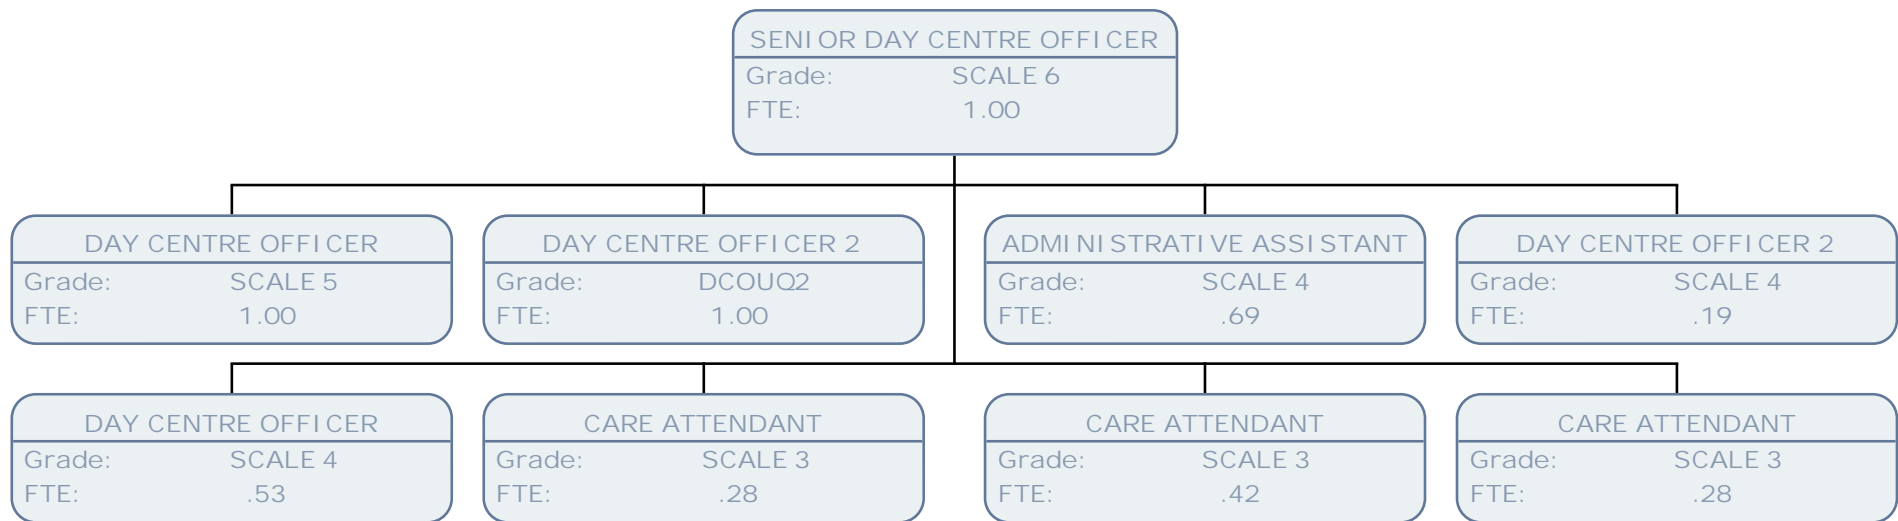 SENIOR DAY CENTRE OFFICER
Grade: SCALE 6
FTE: 1.00
DAY CENTRE OFFICER
Grade: SCALE 5
FTE: 1.00
DAY CENTRE OFFICER 2
Grade: DCOUQ2
FTE: 1.00
ADMINISTRATIVE ASSISTANT
Grade: SCALE 4
FTE: .69
DAY CENTRE OFFICER 2
Grade: SCALE 4
FTE: .19
DAY CENTRE OFFICER
Grade: SCALE 4
FTE: .53
CARE ATTENDANT
Grade: SCALE 3
FTE: .28
CARE ATTENDANT
Grade: SCALE 3
FTE: .42
CARE ATTENDANT
Grade: SCALE 3
FTE: .28